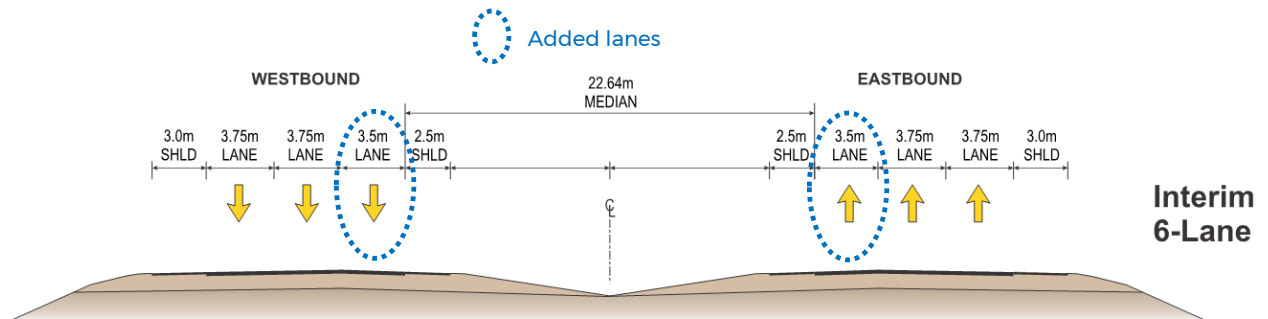 Added lanes
WESTBOUND
EASTBOUND
22.64m
MEDIAN
3.0m
SHLD
3.75m
LANE
3.75m
LANE
3.5m
LANE
2.5m
SHLD
2.5m
SHLD
3.5m
LANE
3.75m
LANE
3.75m
LANE
3.0m
SHLD
℄
Interim
6-Lane